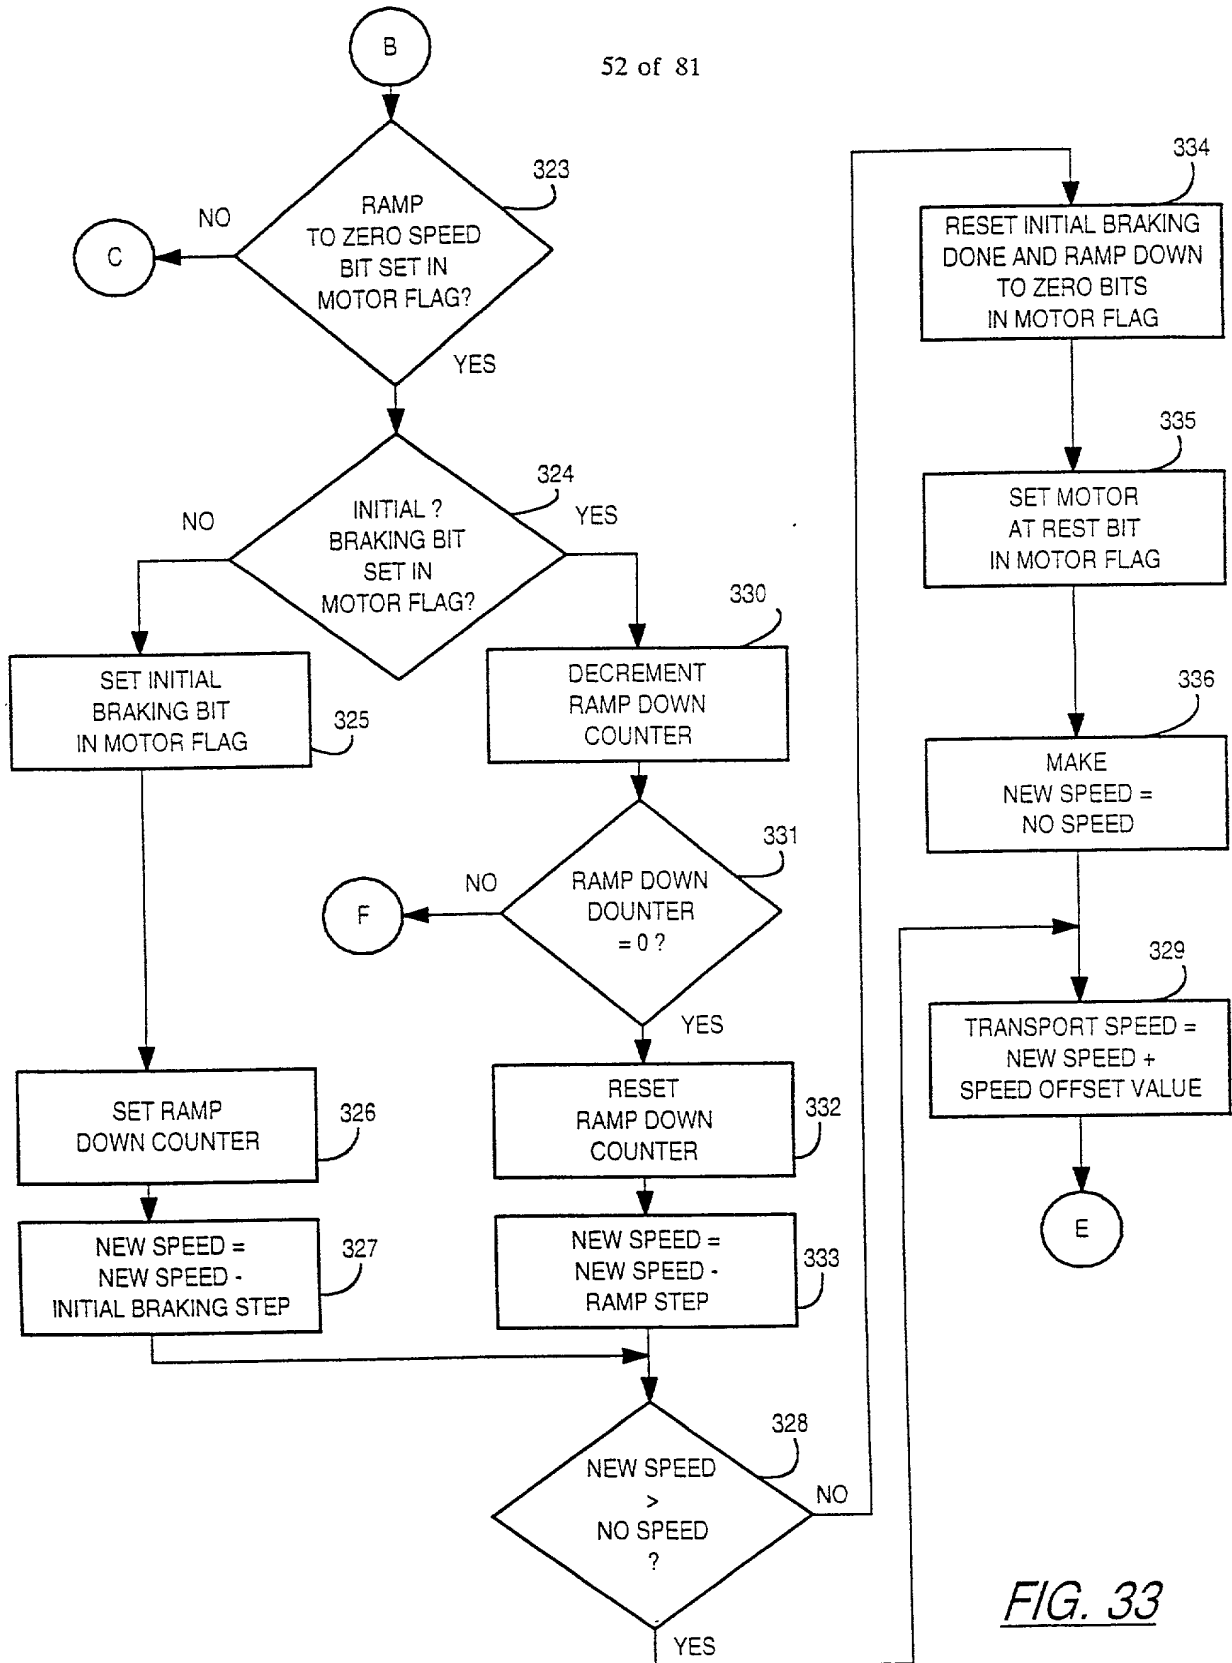 B
52 of 81
323
RAMP
TO ZERO SPEED
BIT SET IN
MOTOR FLAG?
NO
C
YES
324
INITIAL ?
BRAKING BIT
SET IN
MOTOR FLAG?
NO
YES
SET INITIAL
BRAKING BIT
IN MOTOR FLAG
325
330
DECREMENT
RAMP DOWN
COUNTER
331
RAMP DOWN
DOUNTER
= 0 ?
NO
F
YES
SET RAMP
DOWN COUNTER
326
RESET
RAMP DOWN
COUNTER
332
NEW SPEED =
NEW SPEED -
INITIAL BRAKING STEP
327
NEW SPEED =
NEW SPEED -
RAMP STEP
333
328
NEW SPEED
>
NO SPEED
?
NO
YES
334
RESET INITIAL BRAKING
DONE AND RAMP DOWN
TO ZERO BITS
IN MOTOR FLAG
335
SET MOTOR
AT REST BIT
IN MOTOR FLAG
336
MAKE
NEW SPEED =
NO SPEED
329
TRANSPORT SPEED =
NEW SPEED +
SPEED OFFSET VALUE
E
FIG. 33